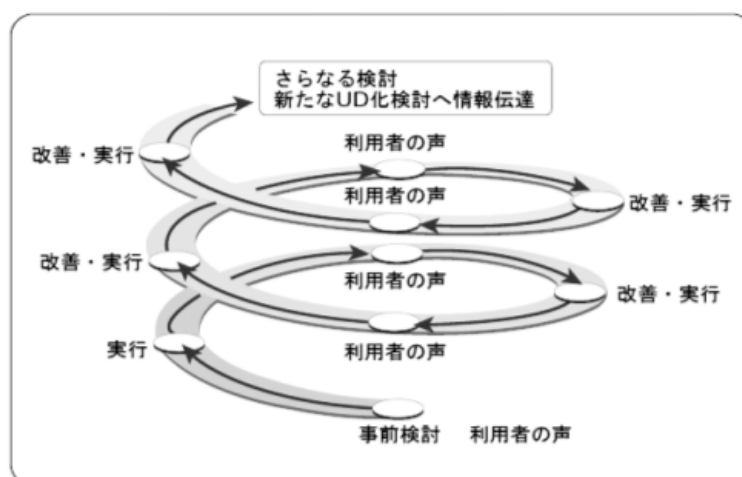 さらなる検討
新たなUD化検討へ情報伝達
利用者の声
改善・実行
利用者の声
改善・実行
改善・実行
利用者の声
改善・実行
実行
利用者の声
事前検討　利用者の声